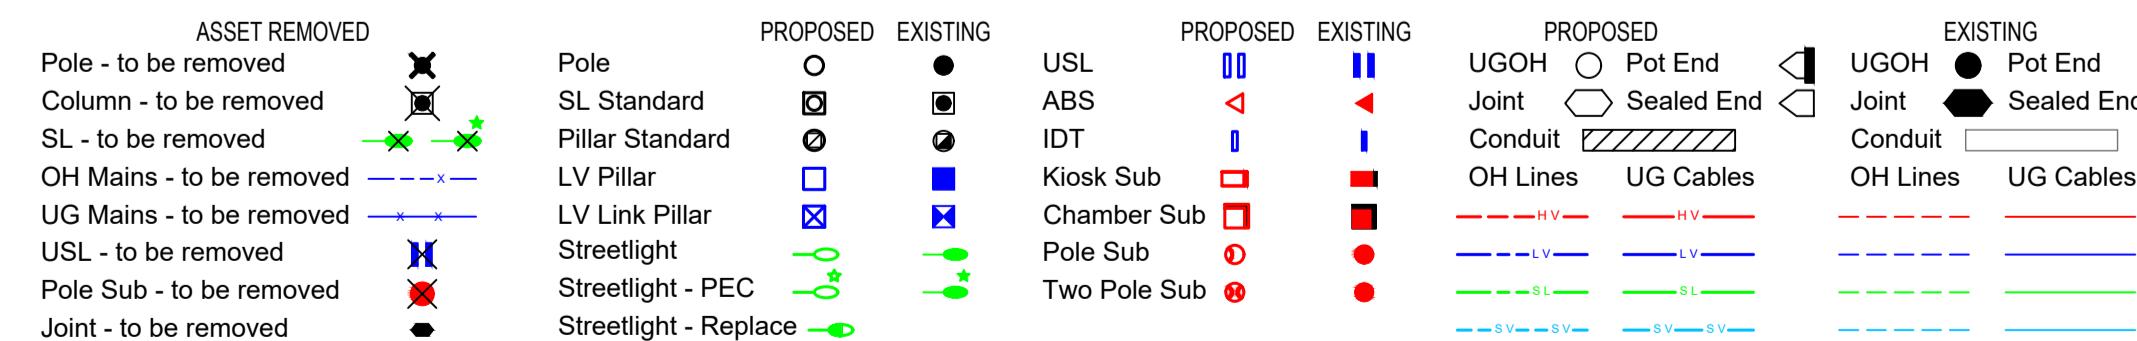 ASSET REMOVED
Pole - to be removed
Column - to be removed
SL - to be removed
OH Mains - to be removed
x
UG Mains - to be removed
x x
USL - to be removed
Pole Sub - to be removed
Joint - to be removed
PROPOSED EXISTING
Pole
SL Standard
Pillar Standard
LV Pillar
LV Link Pillar
Streetlight
Streetlight - PEC
Streetlight - Replace
PROPOSED EXISTING
USL
ABS
IDT
Kiosk Sub
Chamber Sub
Pole Sub
Two Pole Sub
PROPOSED
UGOH Pot End
Joint Sealed End
Conduit
OH Lines UG Cables
HV HV
LV LV
SL SL
SV SV SV SV
EXISTING
UGOH Pot End
Joint Sealed End
Conduit
OH Lines UG Cables